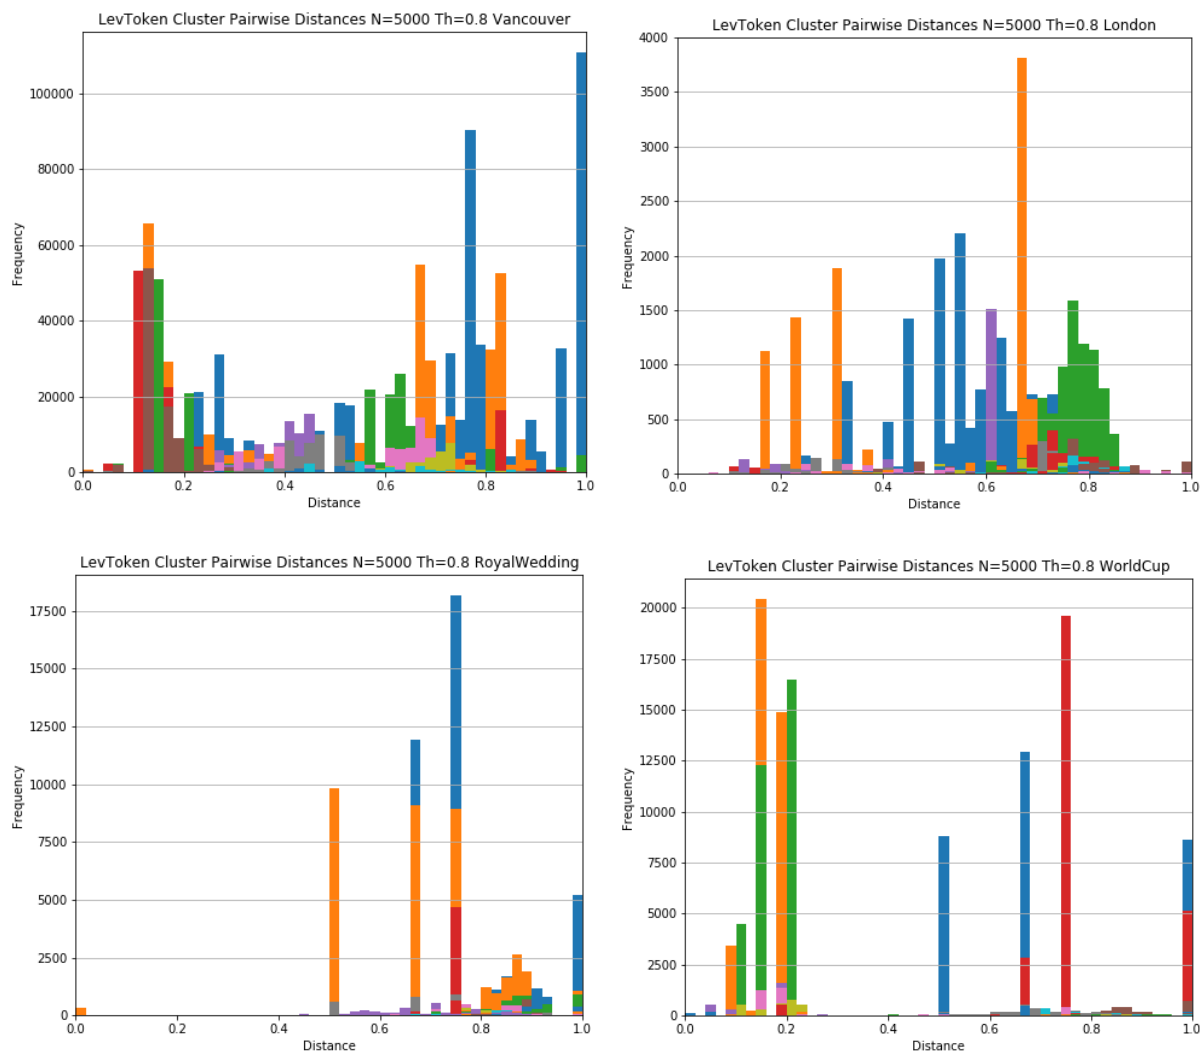 LevToken Cluster Pairwise Distances N=5000 Th=0.8 Vancouver
100000
80000
60000
40000
20000
0
Frequency
0.0 0.2 0.4 0.6 0.8 1.0
Distance
LevToken Cluster Pairwise Distances N=5000 Th=0.8 London
4000
3500
3000
2500
2000
1500
1000
500
0
Frequency
0.0 0.2 0.4 0.6 0.8 1.0
Distance
LevToken Cluster Pairwise Distances N=5000 Th=0.8 RoyalWedding
17500
15000
12500
10000
7500
5000
2500
0
Frequency
0.0 0.2 0.4 0.6 0.8 1.0
Distance
LevToken Cluster Pairwise Distances N=5000 Th=0.8 WorldCup
20000
17500
15000
12500
10000
7500
5000
2500
0
Frequency
0.0 0.2 0.4 0.6 0.8 1.0
Distance